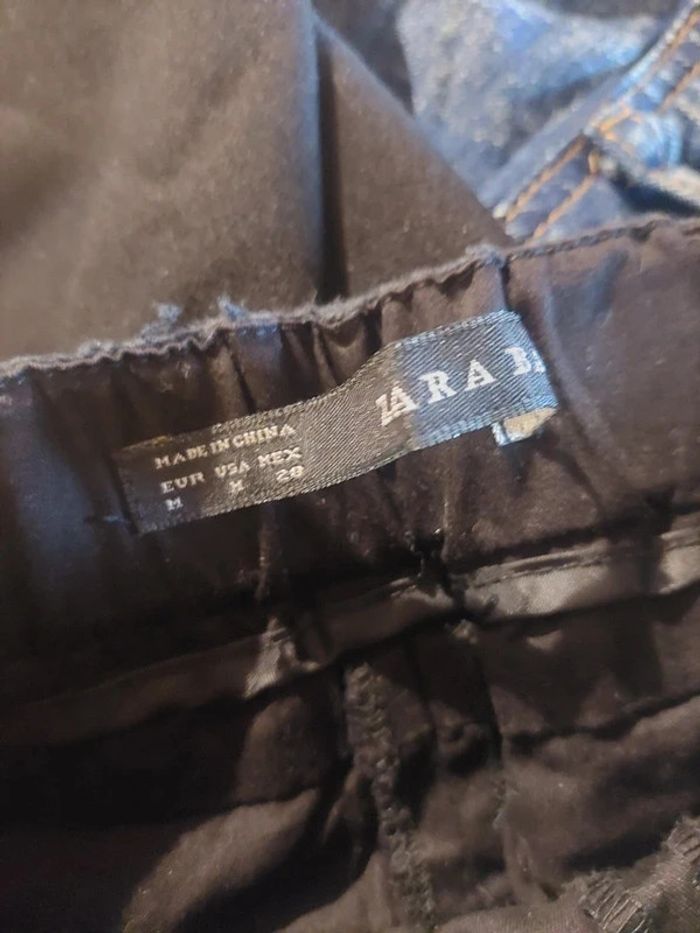 ZARA B
MADE IN CHINA
EUR USA MEX
M M 28